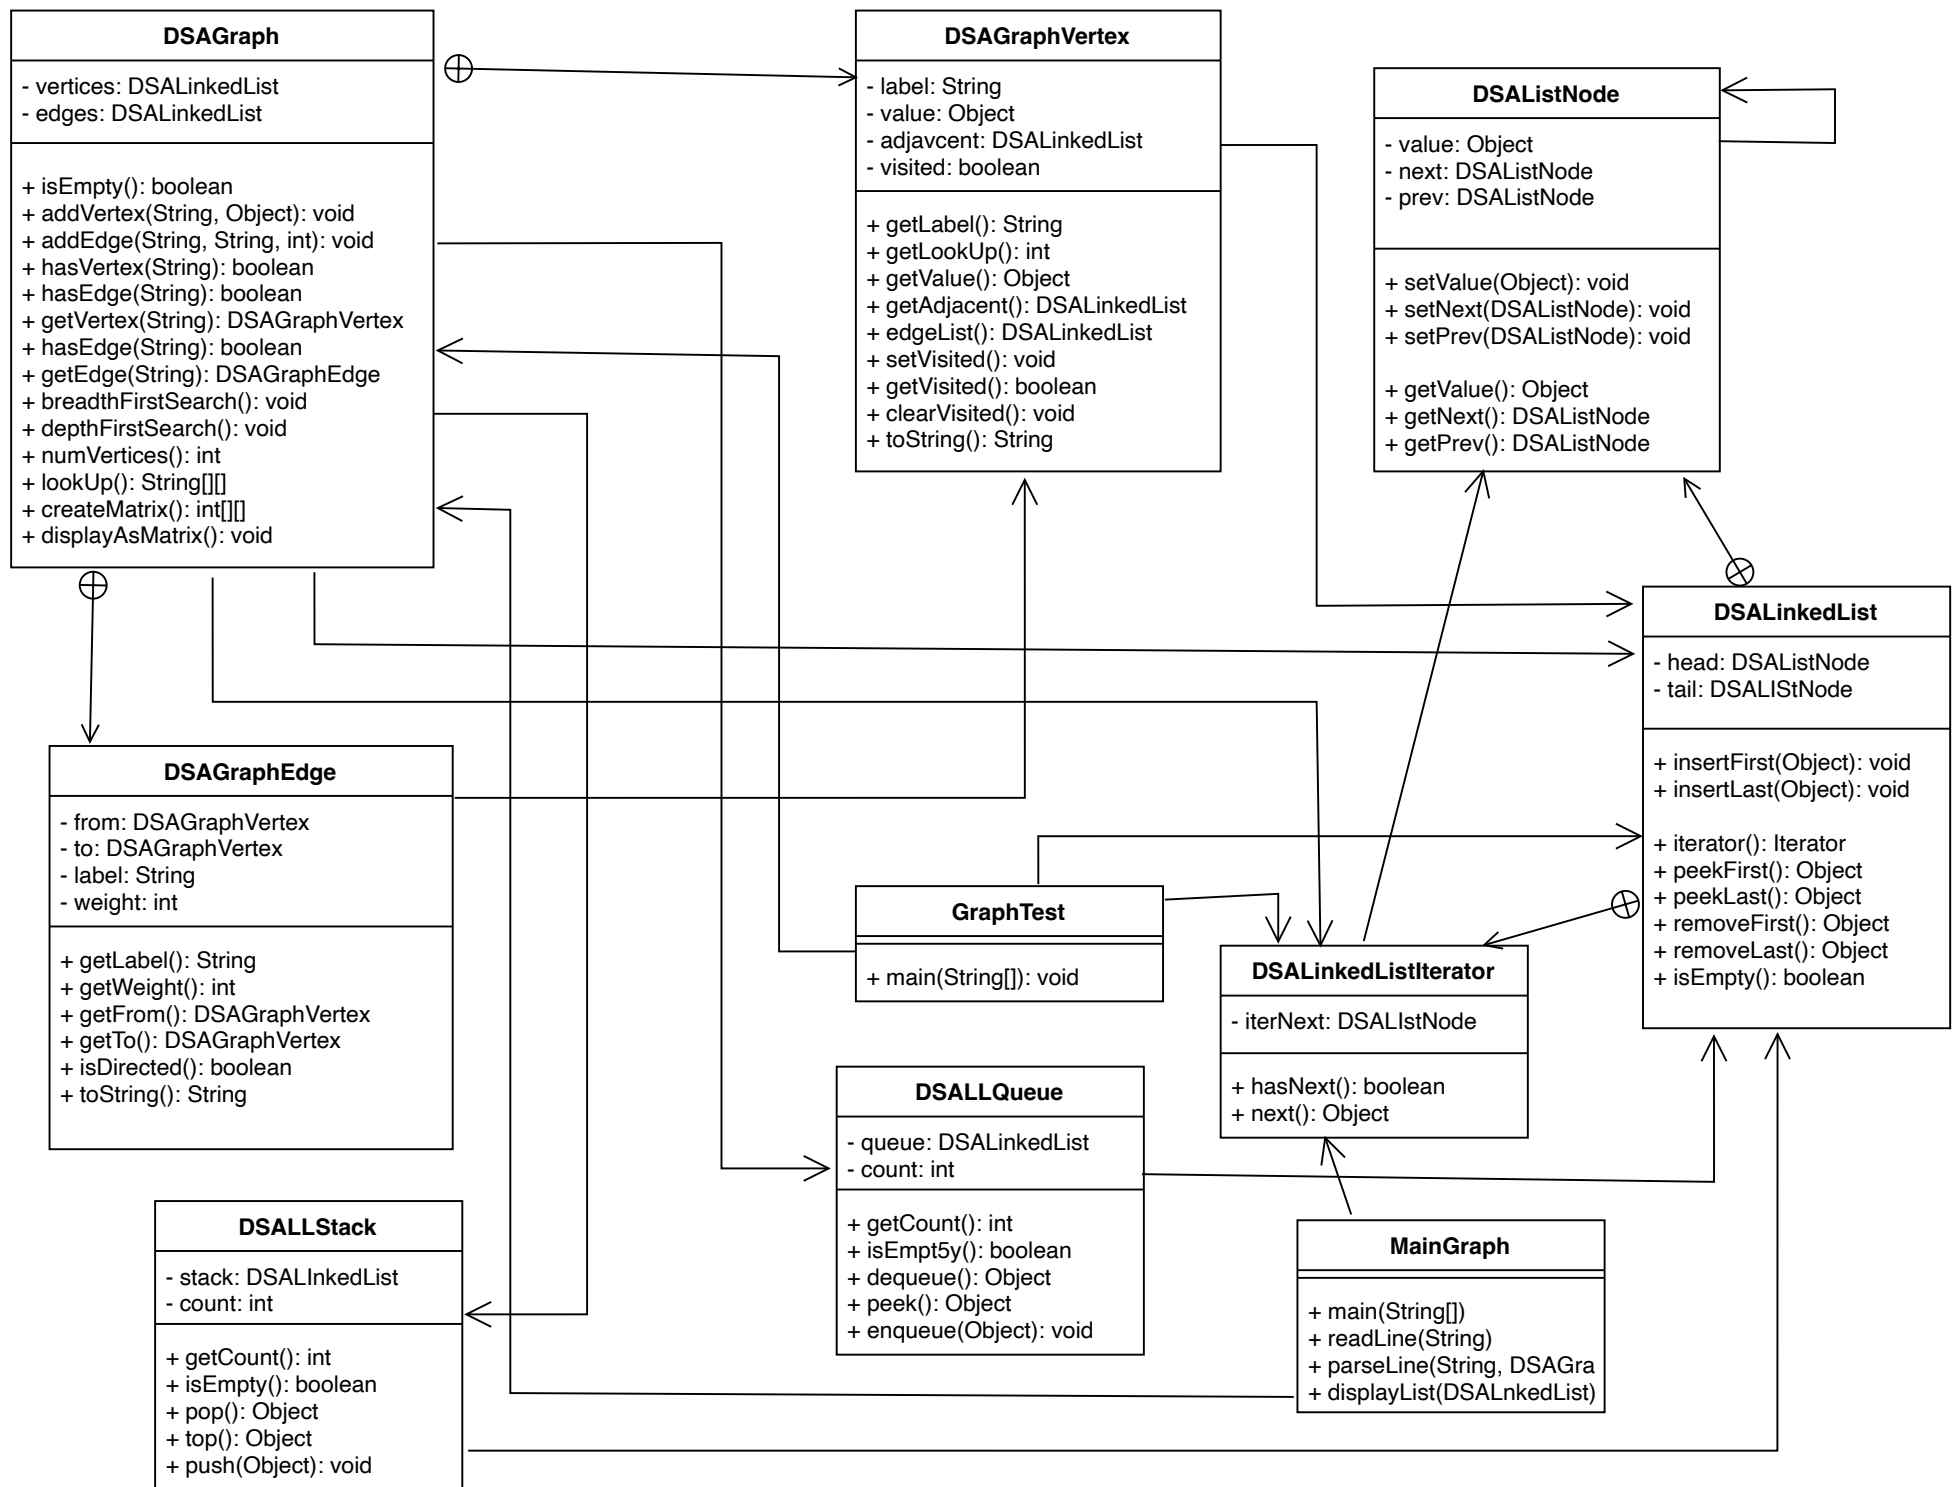 DSAGraph
- vertices: DSALinkedList
- edges: DSALinkedList
+ isEmpty(): boolean
+ addVertex(String, Object): void
+ addEdge(String, String, int): void
+ hasVertex(String): boolean
+ hasEdge(String): boolean
+ getVertex(String): DSAGraphVertex
+ hasEdge(String): boolean
+ getEdge(String): DSAGraphEdge
+ breadthFirstSearch(): void
+ depthFirstSearch(): void
+ numVertices(): int
+ lookUp(): String[][]
+ createMatrix(): int[][]
+ displayAsMatrix(): void
DSAGraphVertex
- label: String
- value: Object
- adjavcent: DSALinkedList
- visited: boolean
+ getLabel(): String
+ getLookUp(): int
+ getValue(): Object
+ getAdjacent(): DSALinkedList
+ edgeList(): DSALinkedList
+ setVisited(): void
+ getVisited(): boolean
+ clearVisited(): void
+ toString(): String
DSAListNode
- value: Object
- next: DSAListNode
- prev: DSAListNode
+ setValue(Object): void
+ setNext(DSAListNode): void
+ setPrev(DSAListNode): void
+ getValue(): Object
+ getNext(): DSAListNode
+ getPrev(): DSAListNode
DSALinkedList
- head: DSAListNode
- tail: DSALIStNode
+ insertFirst(Object): void
+ insertLast(Object): void
+ iterator(): Iterator
+ peekFirst(): Object
+ peekLast(): Object
+ removeFirst(): Object
+ removeLast(): Object
+ isEmpty(): boolean
DSAGraphEdge
- from: DSAGraphVertex
- to: DSAGraphVertex
- label: String
- weight: int
+ getLabel(): String
+ getWeight(): int
+ getFrom(): DSAGraphVertex
+ getTo(): DSAGraphVertex
+ isDirected(): boolean
+ toString(): String
GraphTest
+ main(String[]): void
DSALinkedListIterator
- iterNext: DSALIstNode
+ hasNext(): boolean
+ next(): Object
DSALLQueue
- queue: DSALinkedList
- count: int
+ getCount(): int
+ isEmpt5y(): boolean
+ dequeue(): Object
+ peek(): Object
+ enqueue(Object): void
MainGraph
+ main(String[])
+ readLine(String)
+ parseLine(String, DSAGra
+ displayList(DSALnkedList)
DSALLStack
- stack: DSALInkedList
- count: int
+ getCount(): int
+ isEmpty(): boolean
+ pop(): Object
+ top(): Object
+ push(Object): void